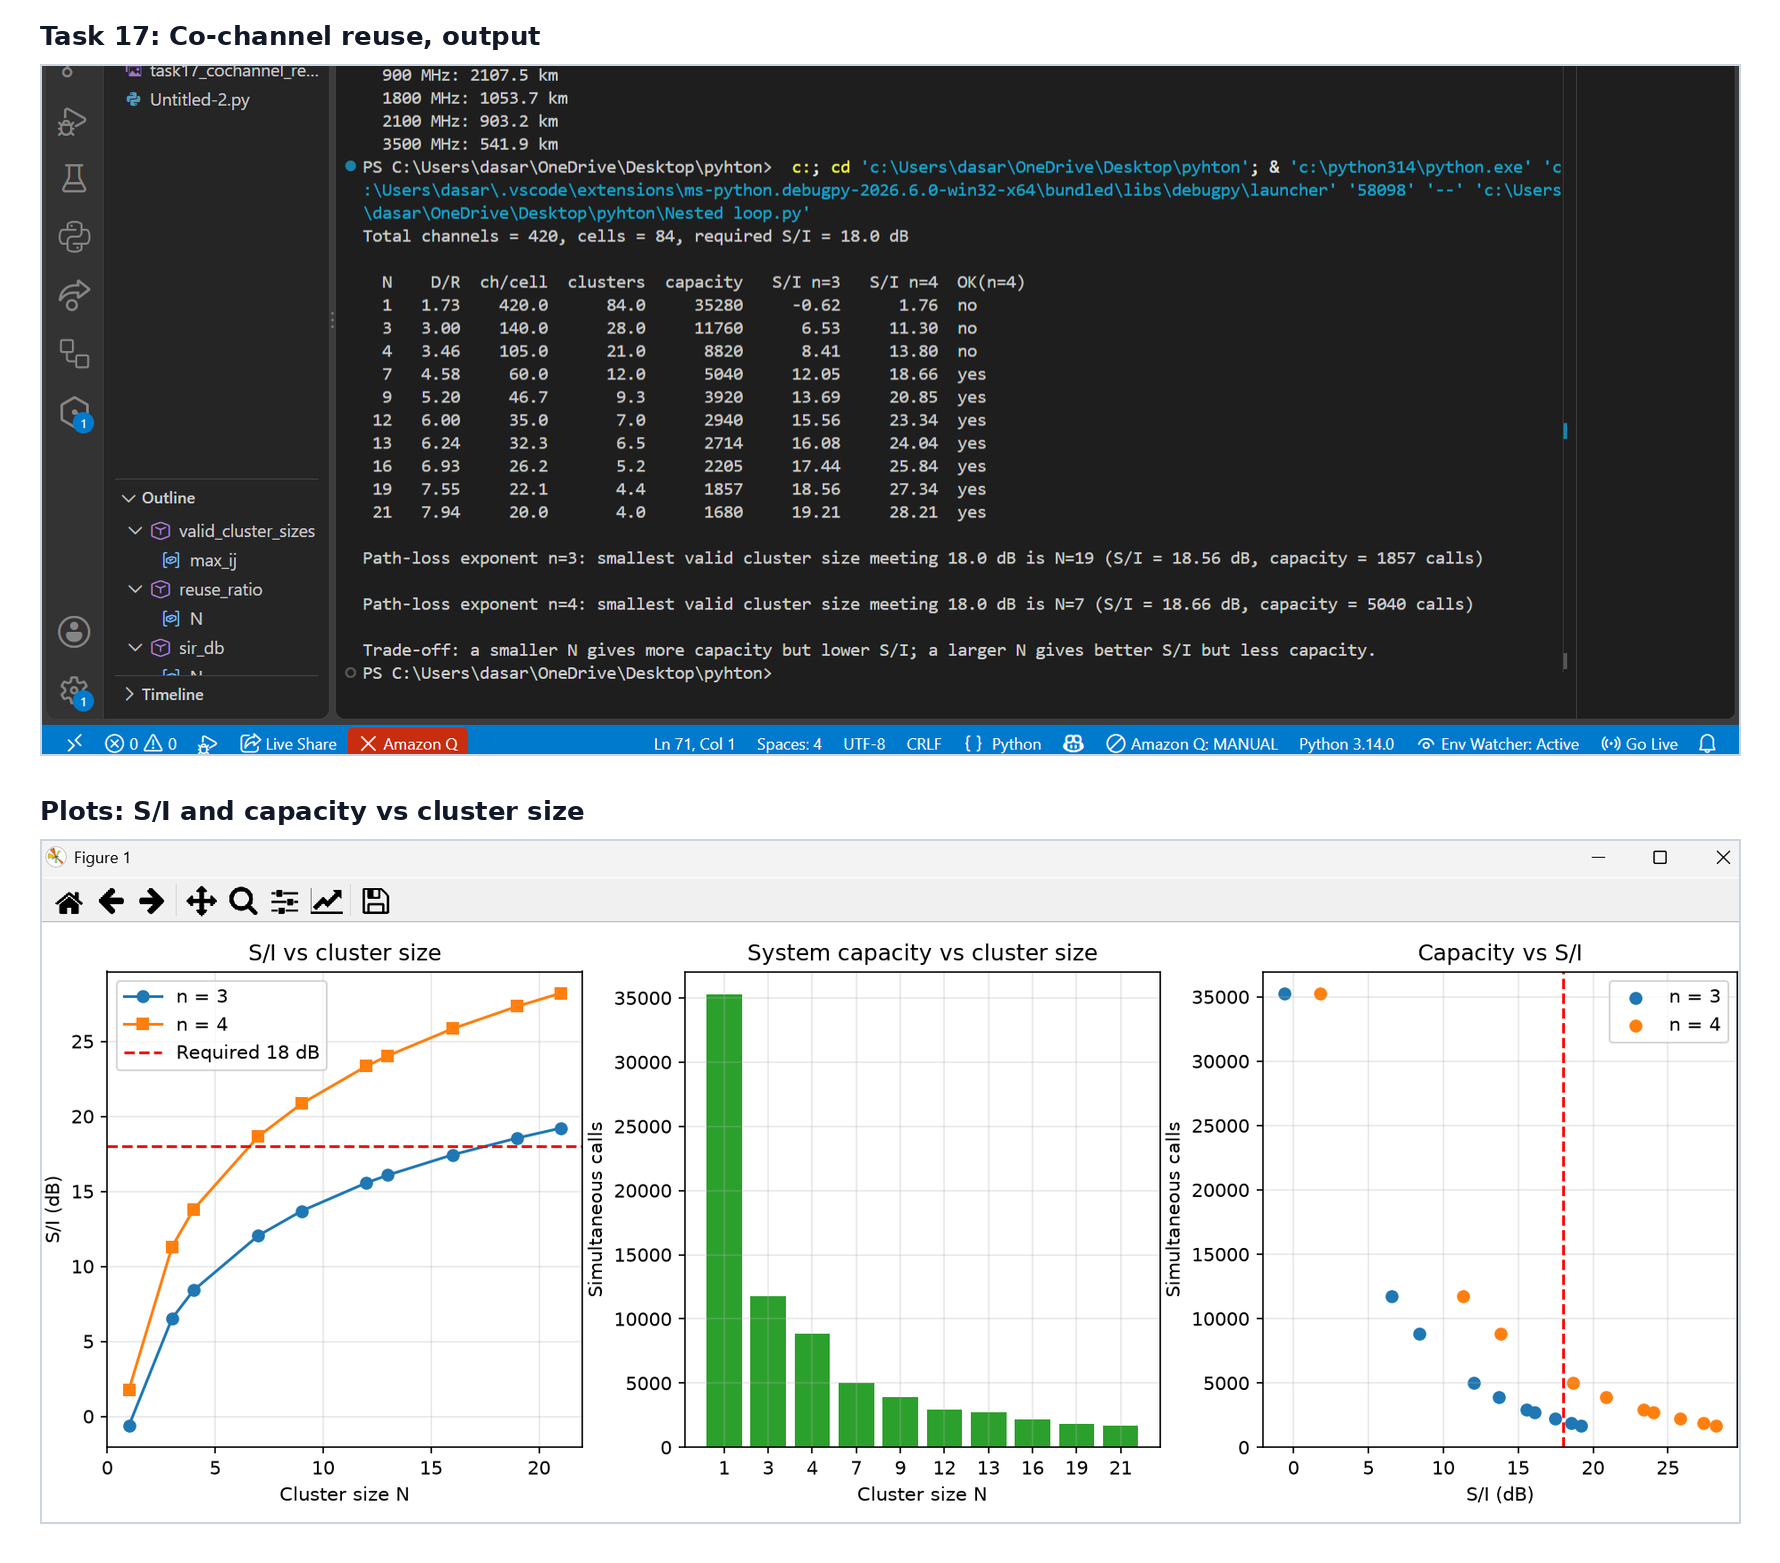 Task 17: Co-channel reuse, output
task17_cochannel_re...
Untitled-2.py
900 MHz: 2107.5 km
1800 MHz: 1053.7 km
2100 MHz: 903.2 km
3500 MHz: 541.9 km
PS C:\Users\dasar\OneDrive\Desktop\pyhton>  c:; cd 'c:\Users\dasar\OneDrive\Desktop\pyhton'; & 'c:\python314\python.exe' 'c
:\Users\dasar\.vscode\extensions\ms-python.debugpy-2026.6.0-win32-x64\bundled\libs\debugpy\launcher' '58098' '--' 'c:\Users
\dasar\OneDrive\Desktop\pyhton\Nested loop.py'
Total channels = 420, cells = 84, required S/I = 18.0 dB
N D/R ch/cell clusters capacity S/I n=3 S/I n=4 OK(n=4)
1 1.73 420.0 84.0 35280 -0.62 1.76 no
3 3.00 140.0 28.0 11760 6.53 11.30 no
4 3.46 105.0 21.0 8820 8.41 13.80 no
7 4.58 60.0 12.0 5040 12.05 18.66 yes
9 5.20 46.7 9.3 3920 13.69 20.85 yes
12 6.00 35.0 7.0 2940 15.56 23.34 yes
13 6.24 32.3 6.5 2714 16.08 24.04 yes
16 6.93 26.2 5.2 2205 17.44 25.84 yes
19 7.55 22.1 4.4 1857 18.56 27.34 yes
21 7.94 20.0 4.0 1680 19.21 28.21 yes
Path-loss exponent n=3: smallest valid cluster size meeting 18.0 dB is N=19 (S/I = 18.56 dB, capacity = 1857 calls)
Path-loss exponent n=4: smallest valid cluster size meeting 18.0 dB is N=7 (S/I = 18.66 dB, capacity = 5040 calls)
Trade-off: a smaller N gives more capacity but lower S/I; a larger N gives better S/I but less capacity.
PS C:\Users\dasar\OneDrive\Desktop\pyhton>
1
Outline
valid_cluster_sizes
max_ij
reuse_ratio
N
sir_db
Timeline
1
0 0 Live Share Amazon Q Ln 71, Col 1 Spaces: 4 UTF-8 CRLF {} Python Amazon Q: MANUAL Python 3.14.0 Env Watcher: Active Go Live
Plots: S/I and capacity vs cluster size
Figure 1
S/I vs cluster size
n = 3
n = 4
Required 18 dB
25
20
15
10
5
0
S/I (dB)
0 5 10 15 20
Cluster size N
System capacity vs cluster size
35000
30000
25000
20000
15000
10000
5000
0
Simultaneous calls
1 3 4 7 9 12 13 16 19 21
Cluster size N
Capacity vs S/I
n = 3
n = 4
35000
30000
25000
20000
15000
10000
5000
0
Simultaneous calls
0 5 10 15 20 25
S/I (dB)